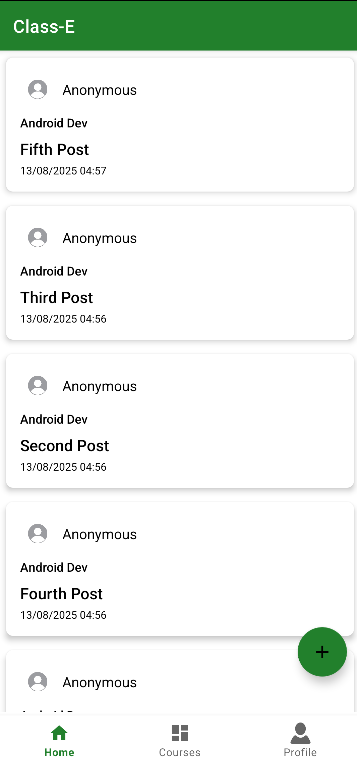 Class-E
Anonymous
Android Dev
Fifth Post
13/08/2025 04:57
Anonymous
Android Dev
Third Post
13/08/2025 04:56
Anonymous
Android Dev
Second Post
13/08/2025 04:56
Anonymous
Android Dev
Fourth Post
13/08/2025 04:56
+
Anonymous
Home
Courses
Profile